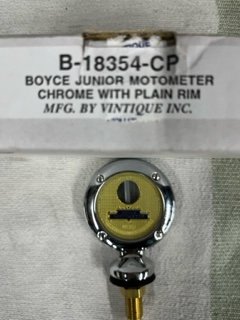 B-18354-CP
BOYCE JUNIOR MOTOMETER
CHROME WITH PLAIN RIM
MFG. BY VINTIQUE INC.